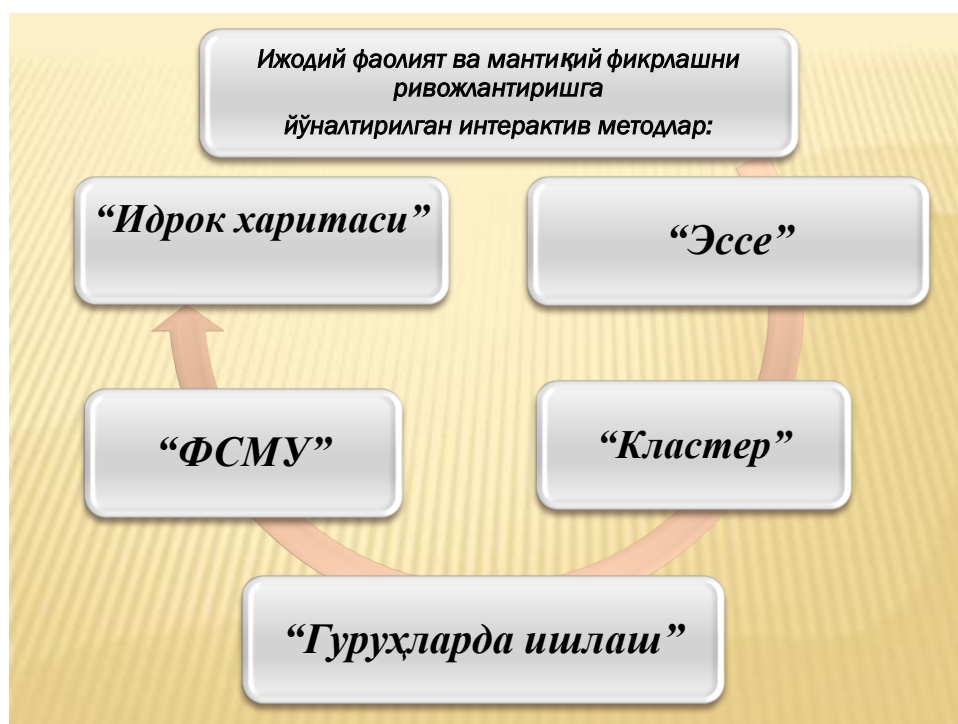 Ижодий фаолият ва мантиқий фикрлашни
ривожлантиришга
йўналтирилган интерактив методлар:
“Идрок харитаси”
“Эссе”
“ФСМУ”
“Кластер”
“Гуруҳларда ишлаш”